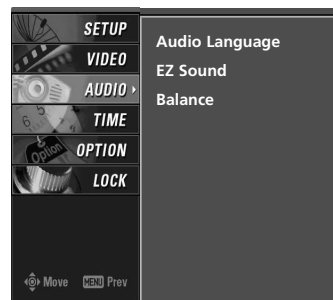 SETUP
VIDEO
AUDIO
TIME
OPTION
LOCK
Move MENU Prev
Audio Language
EZ Sound
Balance